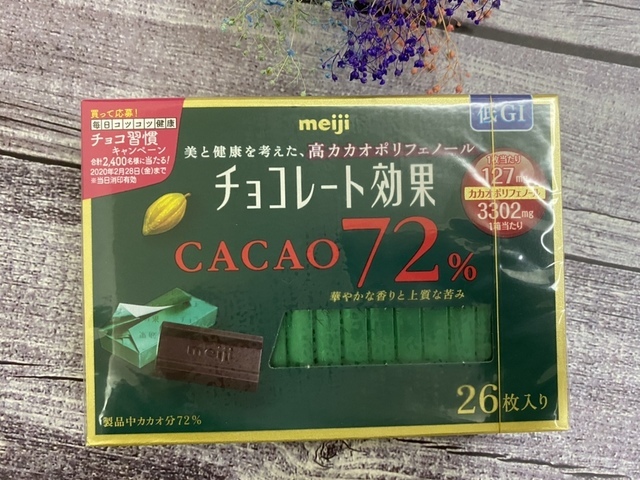 買って応募!
毎日コツコツ健康
チョコ習慣
キャンペーン
合計2,400名様に当たる!
2020年2月28日(金)まで
※当日消印有効
meiji
低GI
美と健康を考えた、高カカオポリフェノール
チョコレート効果
CACAO 72%
1枚当たり
127mg
カカオポリフェノール
3302mg
1箱当たり
華やかな香りと上質な苦み
meiji
製品中カカオ分72%
26枚入り